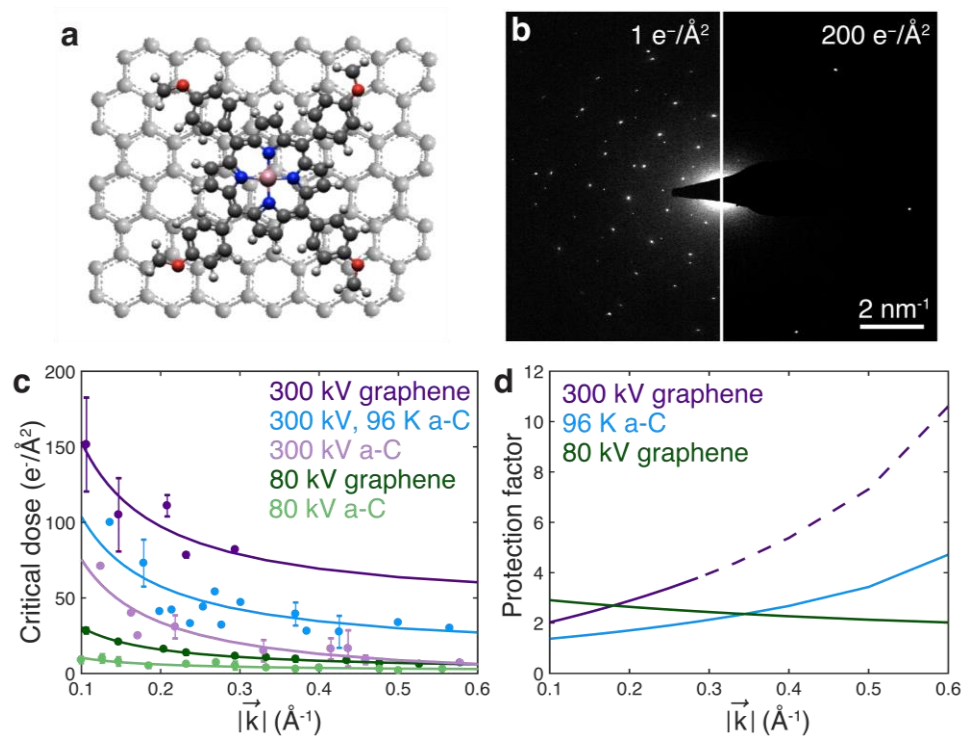 a
b
1 e⁻/Å²
200 e⁻/Å²
2 nm⁻¹
c
200
150
100
50
0
Critical dose (e⁻/Å²)
300 kV graphene
300 kV, 96 K a-C
300 kV a-C
80 kV graphene
80 kV a-C
0.1 0.2 0.3 0.4 0.5 0.6
|k⃗| (Å⁻¹)
d
12
10
8
6
4
2
0
Protection factor
300 kV graphene
96 K a-C
80 kV graphene
0.1 0.2 0.3 0.4 0.5 0.6
|k⃗| (Å⁻¹)